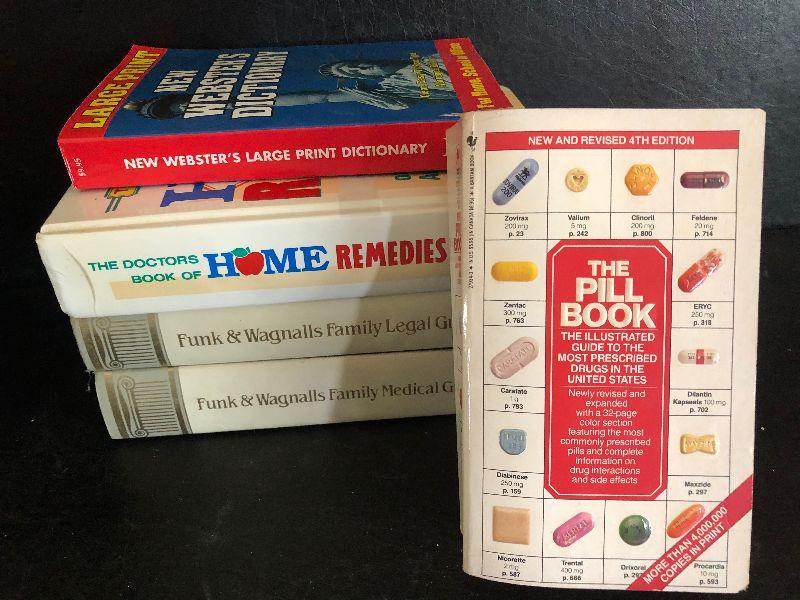 LARGE PRINT
NEW
WEBSTER'S
DICTIONARY
For Home, School & Office
$9.95
NEW WEBSTER'S LARGE PRINT DICTIONARY
THE DOCTORS
BOOK OF
HOME REMEDIES
Funk & Wagnalls Family Legal
Funk & Wagnalls Family Medical
NEW AND REVISED 4TH EDITION
Zovirax
200 mg
p. 23
Valium
5 mg
p. 242
Clinoril
200 mg
p. 800
Feldene
20 mg
p. 714
Zantac
300 mg
p. 763
THE
PILL
BOOK
THE ILLUSTRATED
GUIDE TO THE
MOST PRESCRIBED
DRUGS IN THE
UNITED STATES
Newly revised and
expanded
with a 32-page
color section
featuring the most
commonly prescribed
pills and complete
information on
drug interactions
and side effects
ERYC
250 mg
p. 318
Carafate
1 g
p. 793
Dilantin
Kapseals 100 mg
p. 702
Diabinese
250 mg
p. 159
Maxzide
p. 297
Nicorette
2 mg
p. 587
Trental
400 mg
p. 666
Drixoral
Procardia
10 mg
p. 593
MORE THAN 4,000,000
COPIES IN PRINT